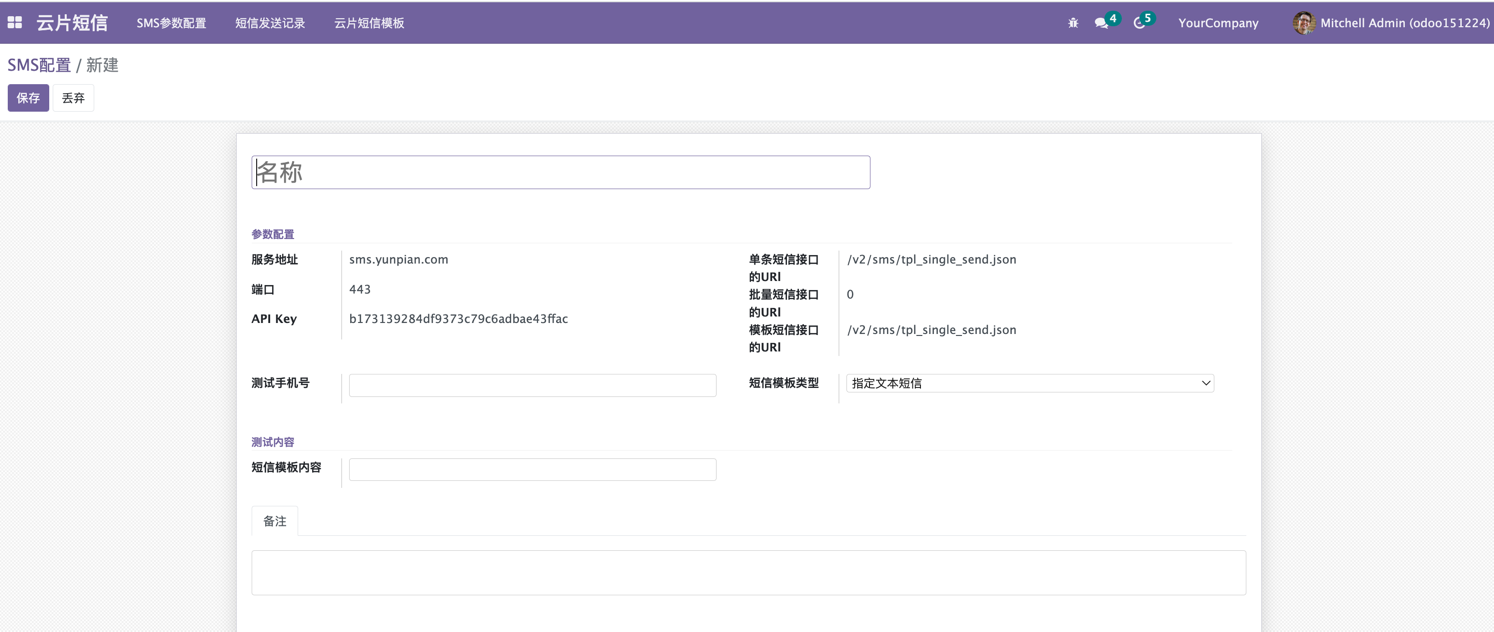 云片短信 SMS参数配置 短信发送记录 云片短信模板 4 5 YourCompany Mitchell Admin (odoo151224)
SMS配置 / 新建
保存 丢弃
名称
参数配置
服务地址 sms.yunpian.com
端口 443
API Key b173139284df9373c79c6adbae43ffac
单条短信接口
的URI /v2/sms/tpl_single_send.json
批量短信接口
的URI 0
模板短信接口
的URI /v2/sms/tpl_single_send.json
测试手机号
短信模板类型 指定文本短信
测试内容
短信模板内容
备注